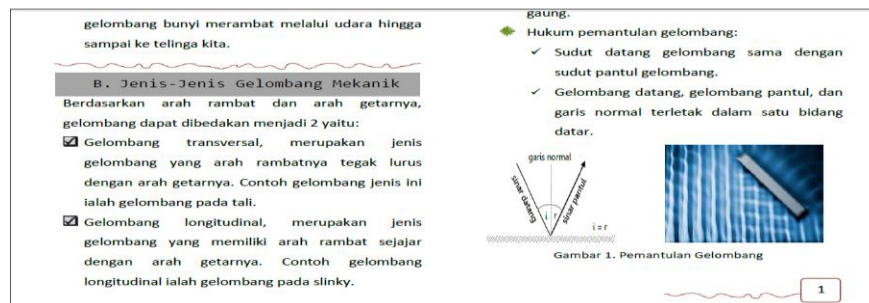 gelombang bunyi merambat melalui udara hingga
sampai ke telinga kita.
B. Jenis-Jenis Gelombang Mekanik
Berdasarkan arah rambat dan arah getarnya,
gelombang dapat dibedakan menjadi 2 yaitu:
Gelombang transversal, merupakan jenis
gelombang yang arah rambatnya tegak lurus
dengan arah getarnya. Contoh gelombang jenis ini
ialah gelombang pada tali.
Gelombang longitudinal, merupakan jenis
gelombang yang memiliki arah rambat sejajar
dengan arah getarnya. Contoh gelombang
longitudinal ialah gelombang pada slinky.
gaung.
Hukum pemantulan gelombang:
Sudut datang gelombang sama dengan
sudut pantul gelombang.
Gelombang datang, gelombang pantul, dan
garis normal terletak dalam satu bidang
datar.
garis normal
sinar datang
sinar pantul
i r
i = r
Gambar 1. Pemantulan Gelombang
1